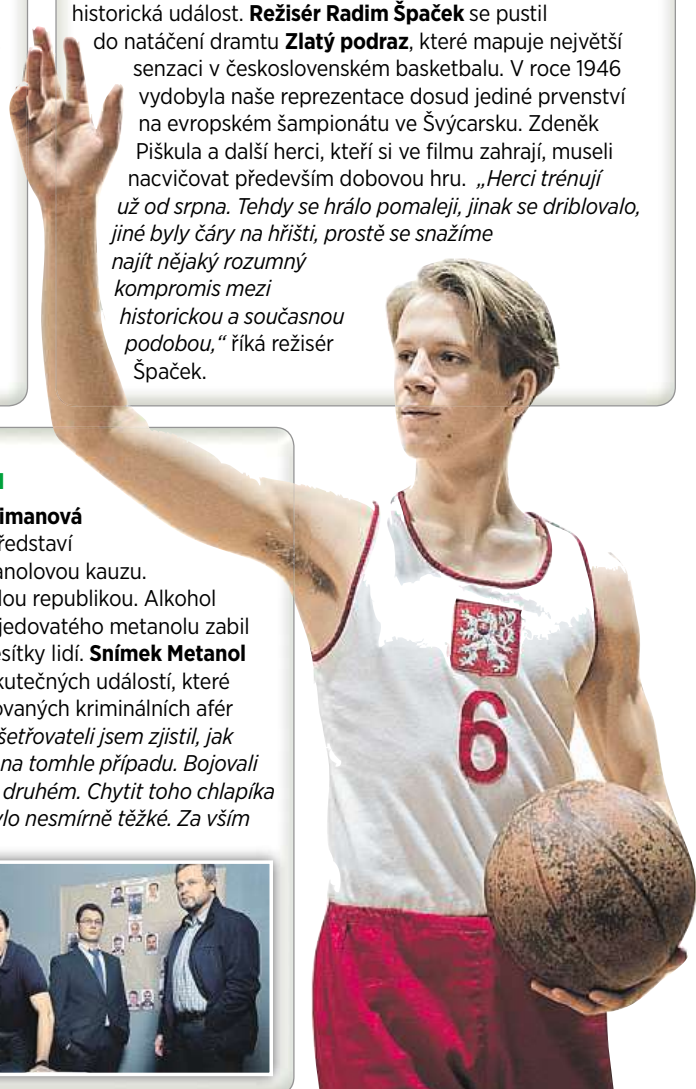 historická událost. Režisér Radim Špaček se pustil
do natáčení dramtu Zlatý podraz, které mapuje největší
senzaci v československém basketbalu. V roce 1946
vydobyla naše reprezentace dosud jediné prvenství
na evropském šampionátu ve Švýcarsku. Zdeněk
Piškula a další herci, kteří si ve filmu zahrají, museli
nacvičovat především dobovou hru. „Herci trénují
už od srpna. Tehdy se hrálo pomaleji, jinak se driblovalo,
jiné byly čáry na hřišti, prostě se snažíme
najít nějaký rozumný
kompromis mezi
historickou a současnou
podobou,“ říká režisér
Špaček.
imanová
ředstaví
anolovou kauzu.
lou republikou. Alkohol
jedovatého metanolu zabil
esítky lidí. Snímek Metanol
kutečných událostí, které
ovaných kriminálních afér
šetřovateli jsem zjistil, jak
na tomhle případu. Bojovali
druhém. Chytit toho chlapíka
ylo nesmírně těžké. Za vším
6